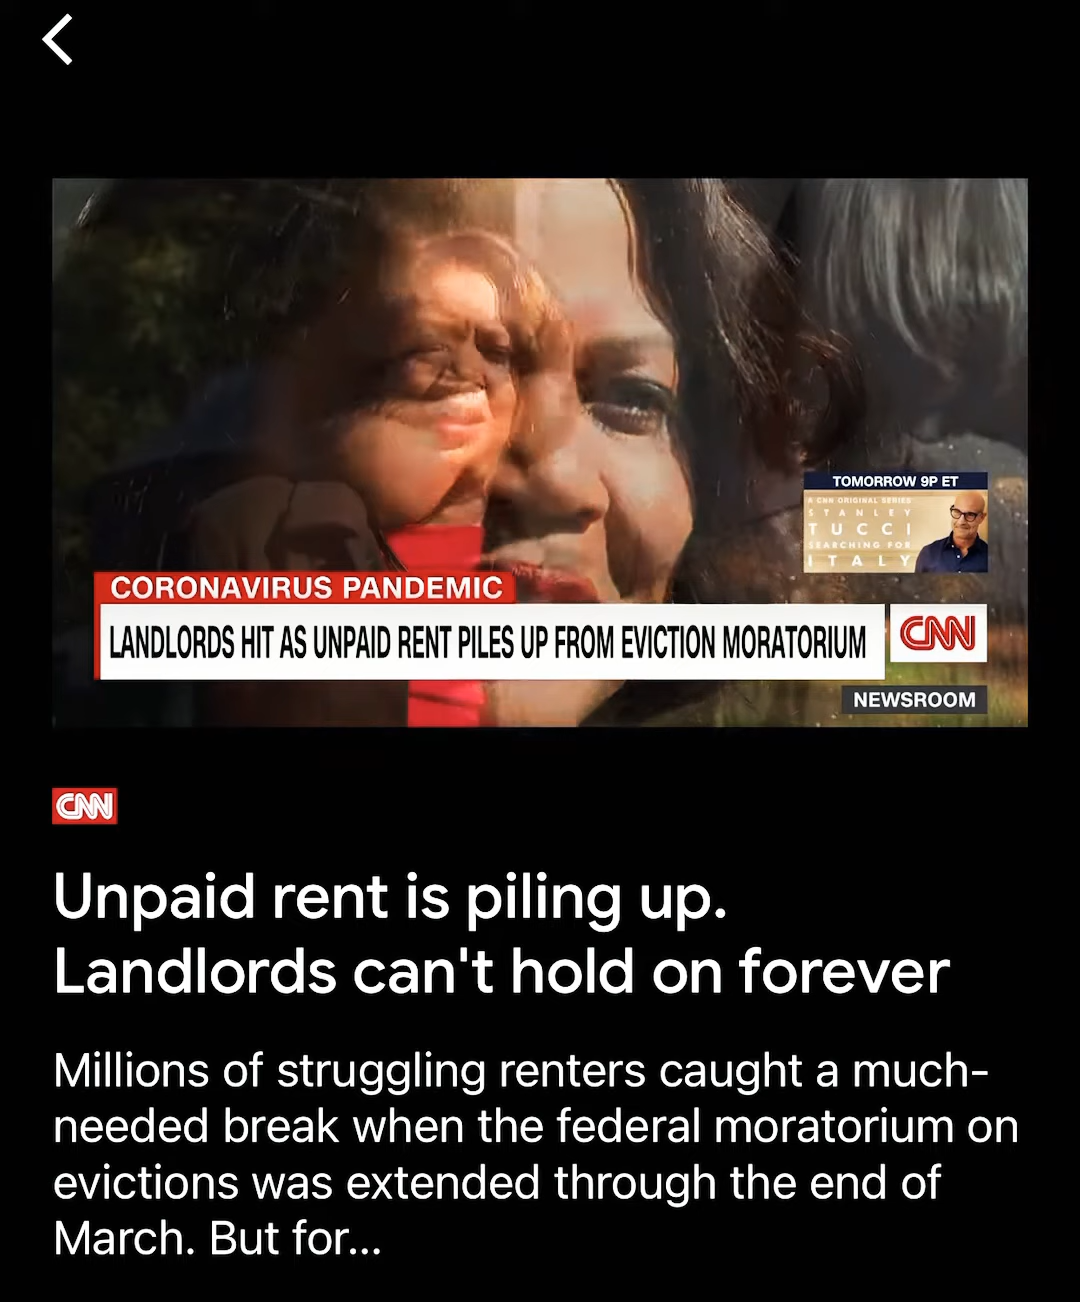 TOMORROW 9P ET
A CNN ORIGINAL SERIES
STANLEY
TUCCI
SEARCHING FOR
ITALY
CORONAVIRUS PANDEMIC
LANDLORDS HIT AS UNPAID RENT PILES UP FROM EVICTION MORATORIUM
CNN
NEWSROOM
CNN
Unpaid rent is piling up.
Landlords can't hold on forever
Millions of struggling renters caught a much-
needed break when the federal moratorium on
evictions was extended through the end of
March. But for...